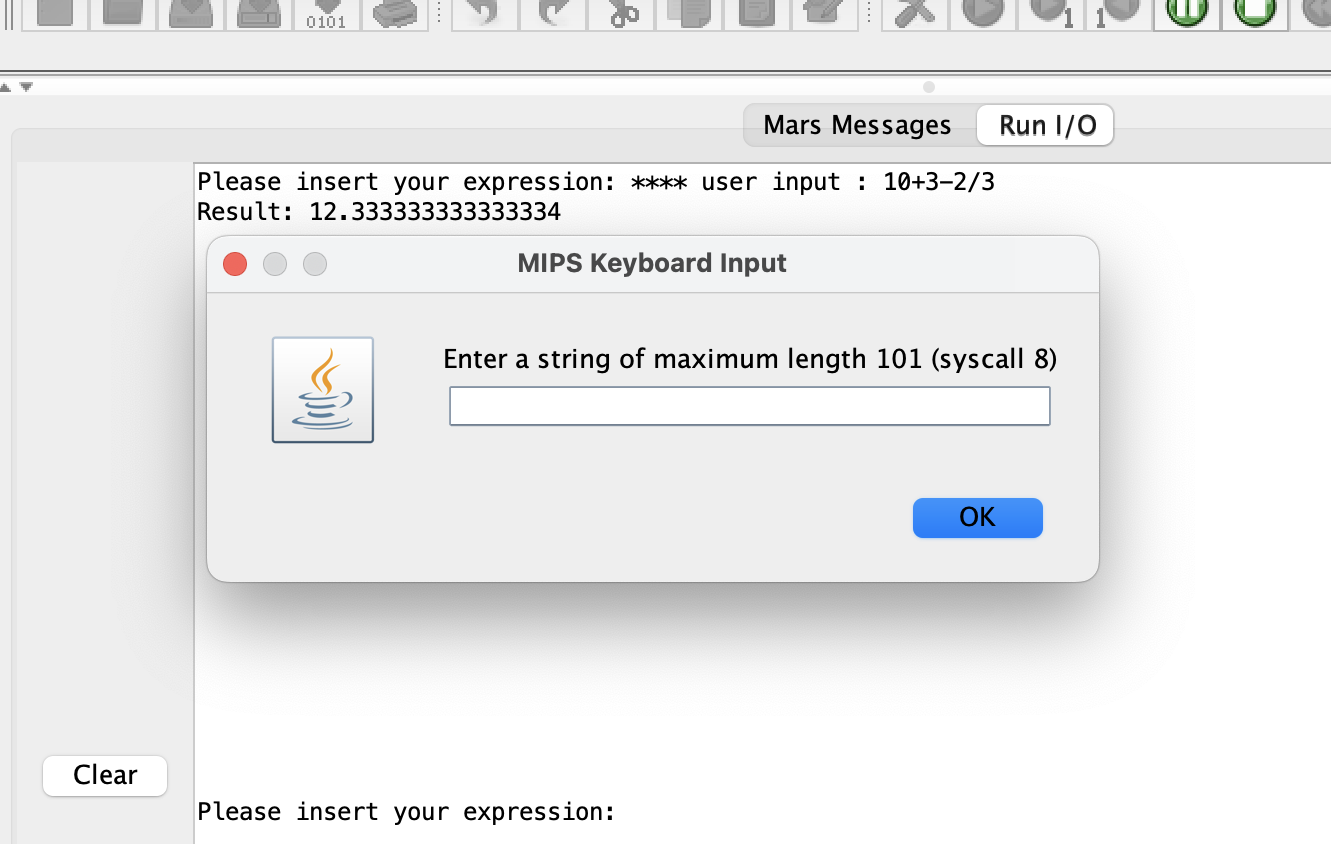 0101
1
1
Mars Messages
Run I/O
Please insert your expression: **** user input : 10+3-2/3
Result: 12.333333333333334
MIPS Keyboard Input
Enter a string of maximum length 101 (syscall 8)
OK
Clear
Please insert your expression: